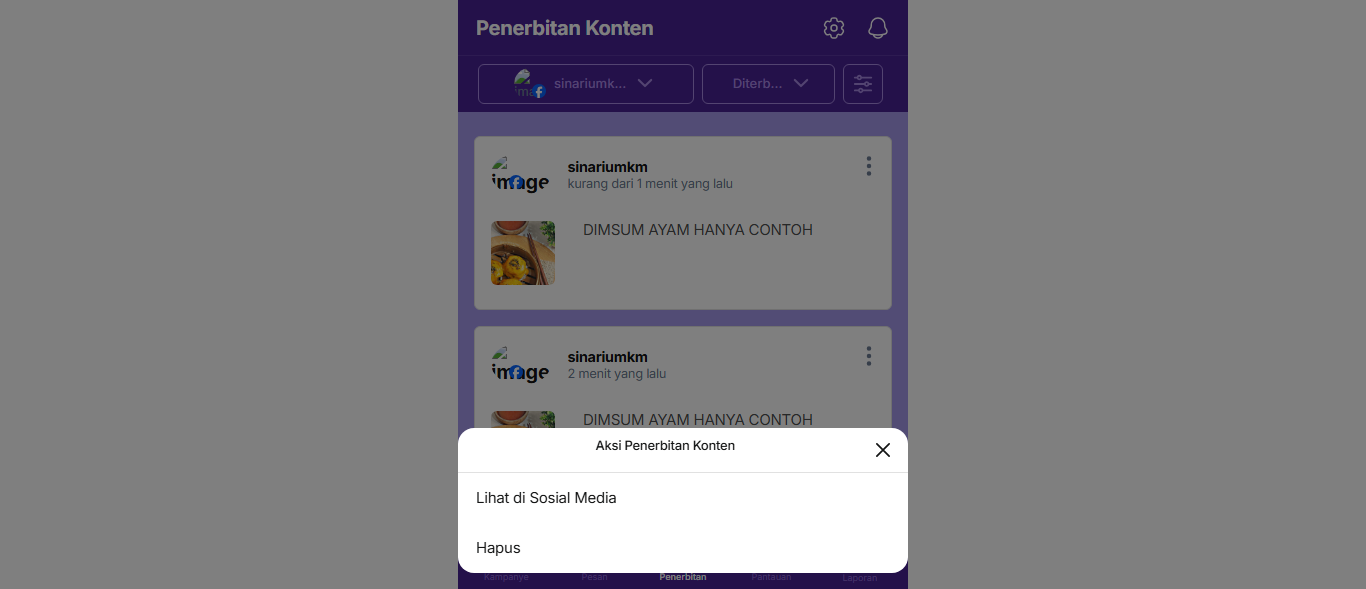 Penerbitan Konten
sinariumk...
Diterb...
sinariumkm
kurang dari 1 menit yang lalu
image
DIMSUM AYAM HANYA CONTOH
sinariumkm
2 menit yang lalu
image
DIMSUM AYAM HANYA CONTOH
Aksi Penerbitan Konten
Lihat di Sosial Media
Hapus
Kampanye Pesan Penerbitan Pantauan Laporan